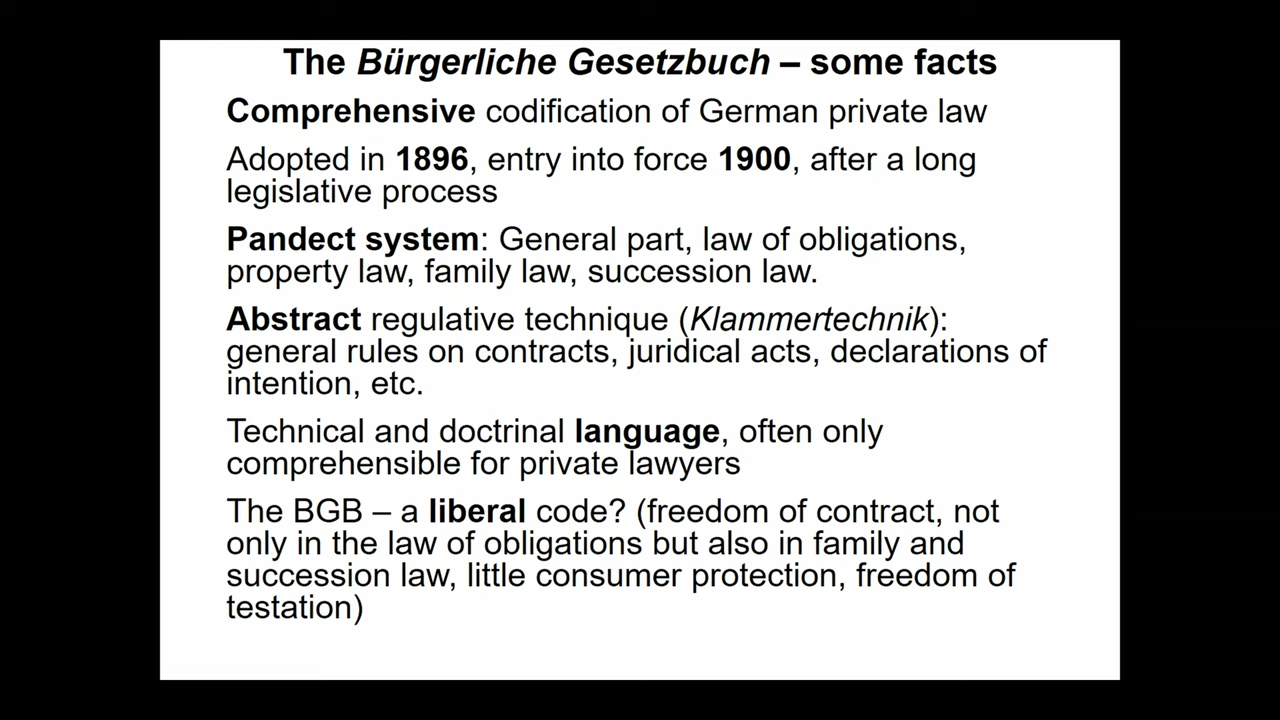 The Bürgerliche Gesetzbuch – some facts
Comprehensive codification of German private law
Adopted in 1896, entry into force 1900, after a long
legislative process
Pandect system: General part, law of obligations,
property law, family law, succession law.
Abstract regulative technique (Klammertechnik):
general rules on contracts, juridical acts, declarations of
intention, etc.
Technical and doctrinal language, often only
comprehensible for private lawyers
The BGB – a liberal code? (freedom of contract, not
only in the law of obligations but also in family and
succession law, little consumer protection, freedom of
testation)